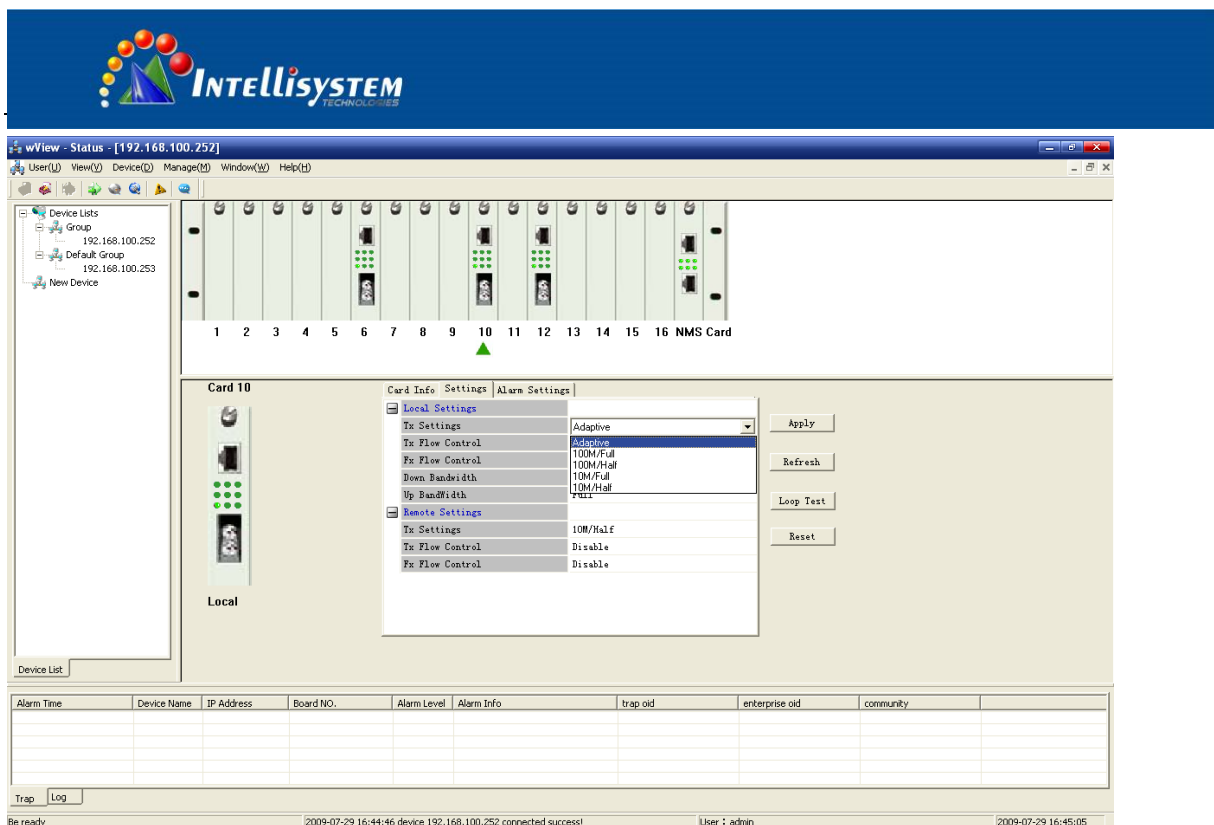 INTELLISYSTEM
TECHNOLOGIES
wView - Status - [192.168.100.252]
User(U) View(V) Device(D) Manage(M) Window(W) Help(H)
Device Lists
Group
192.168.100.252
Default Group
192.168.100.253
New Device
Device List
1 2 3 4 5 6 7 8 9 10 11 12 13 14 15 16 NMS Card
Card 10
Local
Card Info Settings Alarm Settings
Local Settings
Tx Settings Adaptive
Adaptive
100M/Full
100M/Half
10M/Full
10M/Half
Tx Flow Control
Fx Flow Control
Down Bandwidth
Up BandWidth Full
Remote Settings
Tx Settings 10M/Half
Tx Flow Control Disable
Fx Flow Control Disable
Apply
Refresh
Loop Test
Reset
Alarm Time Device Name IP Address Board NO. Alarm Level Alarm Info trap oid enterprise oid community
Trap Log
Be ready 2009-07-29 16:44:46 device 192.168.100.252 connected success! User : admin 2009-07-29 16:45:05